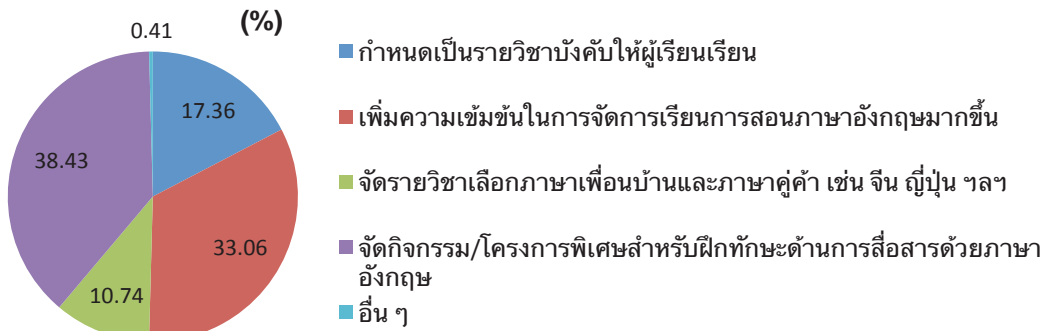 (%)
0.41
17.36
38.43
33.06
10.74
กำหนดเป็นรายวิชาบังคับให้ผู้เรียนเรียน
เพิ่มความเข้มข้นในการจัดการเรียนการสอนภาษาอังกฤษมากขึ้น
จัดรายวิชาเลือกภาษาเพื่อนบ้านและภาษาคู่ค้า เช่น จีน ญี่ปุ่น ฯลฯ
จัดกิจกรรม/โครงการพิเศษสำหรับฝึกทักษะด้านการสื่อสารด้วยภาษา
อังกฤษ
อื่น ๆ